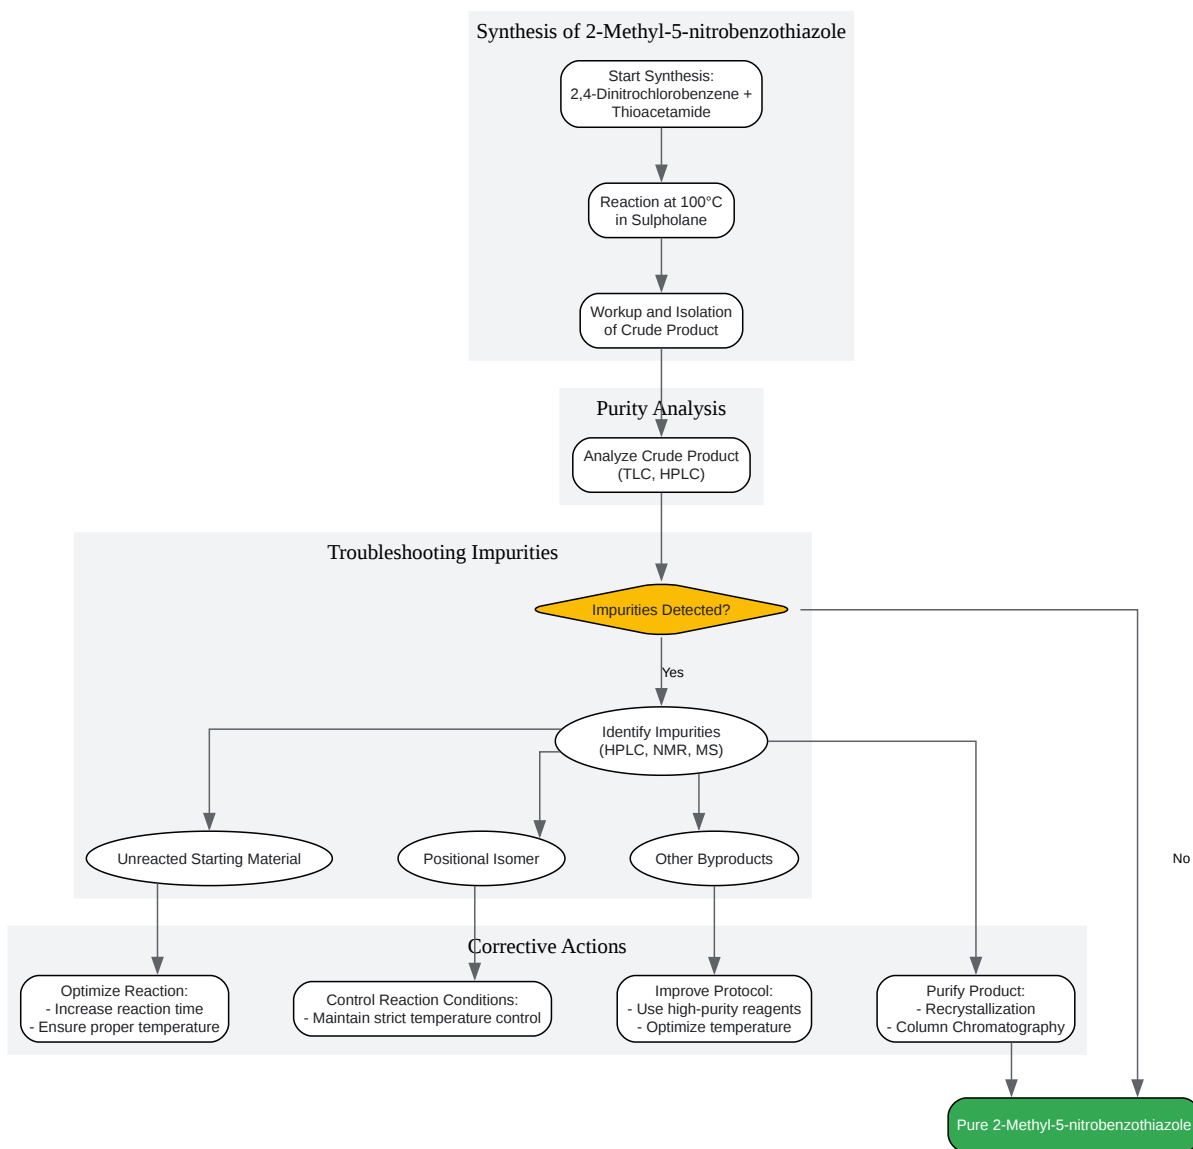 Synthesis of 2-Methyl-5-nitrobenzothiazole
Start Synthesis:
2,4-Dinitrochlorobenzene +
Thioacetamide
Reaction at 100°C
in Sulpholane
Workup and Isolation
of Crude Product
Purity Analysis
Analyze Crude Product
(TLC, HPLC)
Troubleshooting Impurities
Impurities Detected?
Yes
Identify Impurities
(HPLC, NMR, MS)
Unreacted Starting Material
Positional Isomer
Other Byproducts
No
Corrective Actions
Optimize Reaction:
- Increase reaction time
- Ensure proper temperature
Control Reaction Conditions:
- Maintain strict temperature control
Improve Protocol:
- Use high-purity reagents
- Optimize temperature
Purify Product:
- Recrystallization
- Column Chromatography
Pure 2-Methyl-5-nitrobenzothiazole